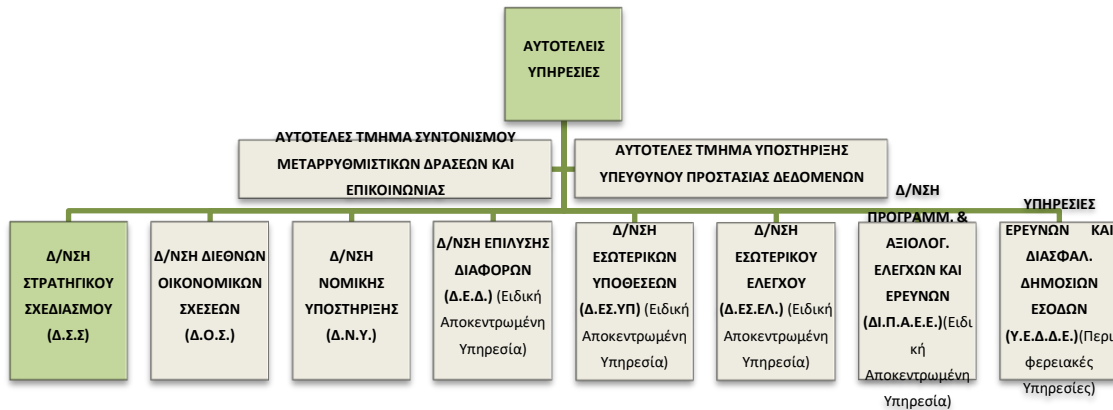 ΑΥΤΟΤΕΛΕΙΣ
ΥΠΗΡΕΣΙΕΣ
ΑΥΤΟΤΕΛΕΣ ΤΜΗΜΑ ΣΥΝΤΟΝΙΣΜΟΥ
ΜΕΤΑΡΡΥΘΜΙΣΤΙΚΩΝ ΔΡΑΣΕΩΝ ΚΑΙ
ΕΠΙΚΟΙΝΩΝΙΑΣ
ΑΥΤΟΤΕΛΕΣ ΤΜΗΜΑ ΥΠΟΣΤΗΡΙΞΗΣ
ΥΠΕΥΘΥΝΟΥ ΠΡΟΣΤΑΣΙΑΣ ΔΕΔΟΜΕΝΩΝ
Δ/ΝΣΗ
ΣΤΡΑΤΗΓΙΚΟΥ
ΣΧΕΔΙΑΣΜΟΥ
(Δ.Σ.Σ)
Δ/ΝΣΗ ΔΙΕΘΝΩΝ
ΟΙΚΟΝΟΜΙΚΩΝ
ΣΧΕΣΕΩΝ
(Δ.Ο.Σ.)
Δ/ΝΣΗ
ΝΟΜΙΚΗΣ
ΥΠΟΣΤΗΡΙΞΗΣ
(Δ.Ν.Υ.)
Δ/ΝΣΗ ΕΠΙΛΥΣΗΣ
ΔΙΑΦΟΡΩΝ
(Δ.Ε.Δ.) (Ειδική
Αποκεντρωμένη
Υπηρεσία)
Δ/ΝΣΗ
ΕΣΩΤΕΡΙΚΩΝ
ΥΠΟΘΕΣΕΩΝ
(Δ.ΕΣ.ΥΠ) (Ειδική
Αποκεντρωμένη
Υπηρεσία)
Δ/ΝΣΗ
ΕΣΩΤΕΡΙΚΟΥ
ΕΛΕΓΧΟΥ
(Δ.ΕΣ.ΕΛ.) (Ειδική
Αποκεντρωμένη
Υπηρεσία)
Δ/ΝΣΗ
ΠΡΟΓΡΑΜΜ. &
ΑΞΙΟΛΟΓ.
ΕΛΕΓΧΩΝ ΚΑΙ
ΕΡΕΥΝΩΝ
(ΔΙ.Π.Α.Ε.Ε.)(Ειδι
κή
Αποκεντρωμένη
Υπηρεσία)
ΥΠΗΡΕΣΙΕΣ
ΕΡΕΥΝΩΝ ΚΑΙ
ΔΙΑΣΦΑΛ.
ΔΗΜΟΣΙΩΝ
ΕΣΟΔΩΝ
(Υ.Ε.Δ.Δ.Ε.)(Περι
φερειακές
Υπηρεσίες)